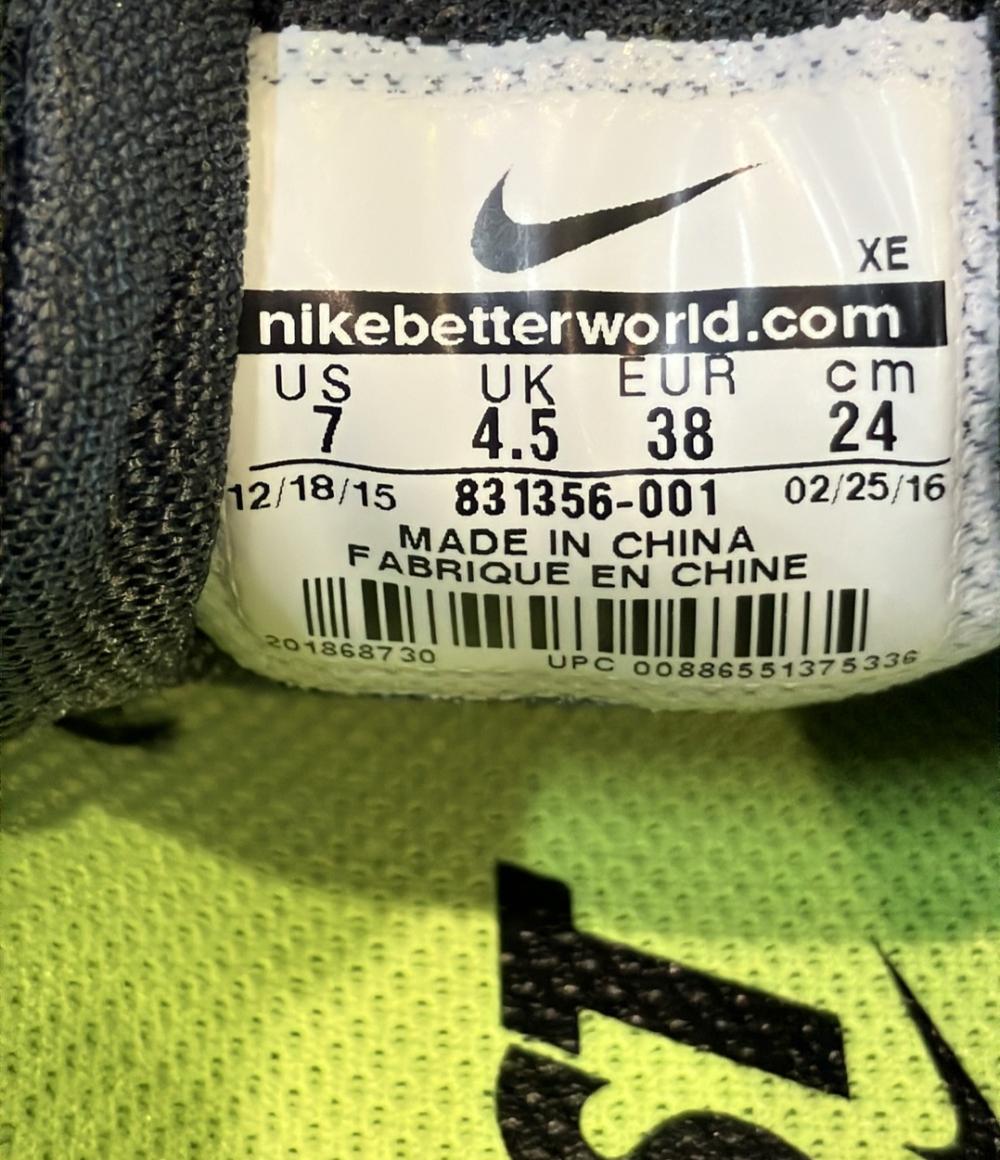 XE
nikebetterworld.com
US UK EUR cm
7 4.5 38 24
12/18/15 831356-001 02/25/16
MADE IN CHINA
FABRIQUE EN CHINE
201868730 UPC 00886551375336